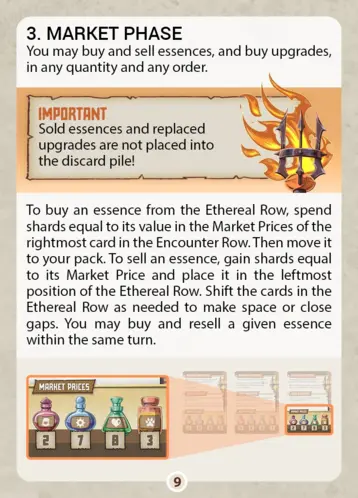 3. MARKET PHASE
You may buy and sell essences, and buy upgrades,
in any quantity and any order.
IMPORTANT
Sold essences and replaced
upgrades are not placed into
the discard pile!
To buy an essence from the Ethereal Row, spend
shards equal to its value in the Market Prices of the
rightmost card in the Encounter Row. Then move it
to your pack. To sell an essence, gain shards equal
to its Market Price and place it in the leftmost
position of the Ethereal Row. Shift the cards in the
Ethereal Row as needed to make space or close
gaps. You may buy and resell a given essence
within the same turn.
MARKET PRICES
2 7 8 3
9